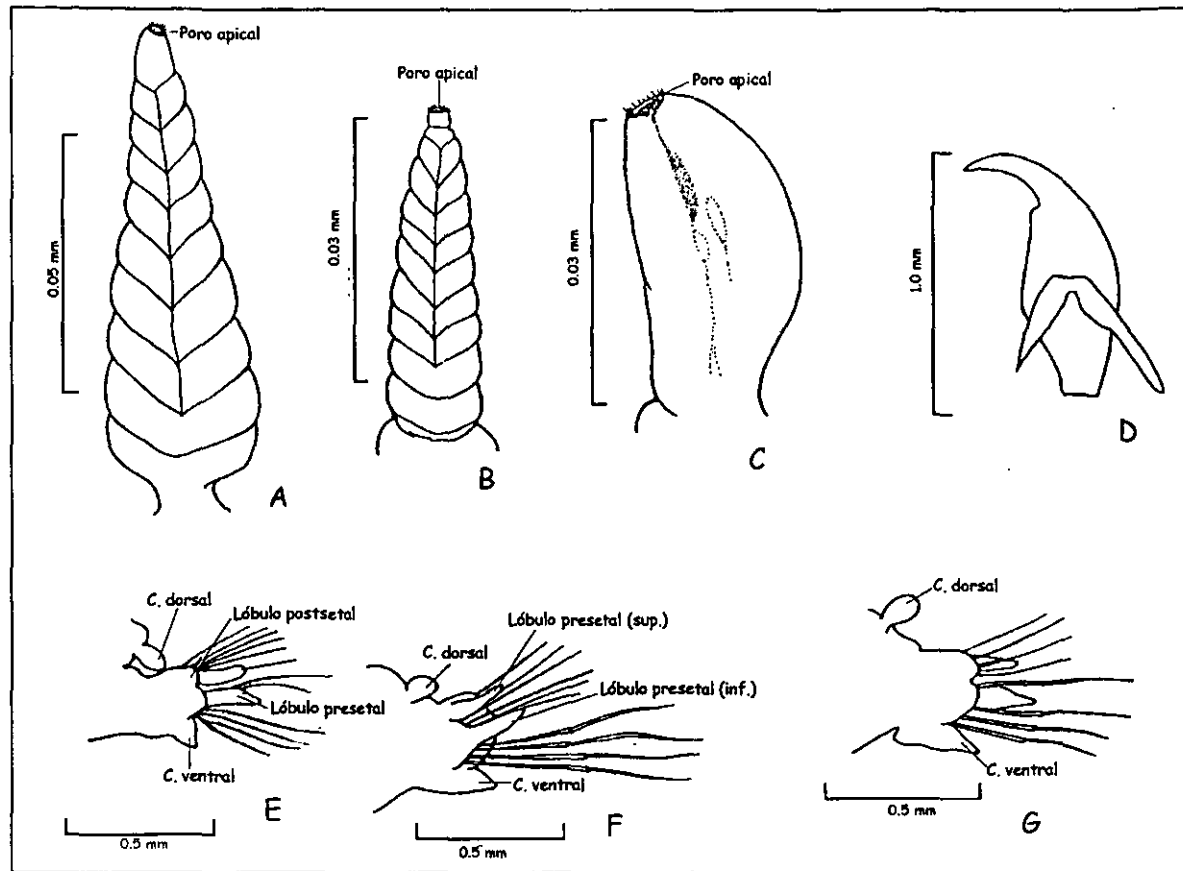 Poro apical
0.05 mm
A
Poro apical
0.03 mm
B
Poro apical
0.03 mm
C
1.0 mm
D
C. dorsal
Lóbulo postsetal
Lóbulo presetal
C. ventral
E
0.5 mm
Lóbulo presetal (sup.)
C. dorsal
Lóbulo presetal (inf.)
C. ventral
F
0.5 mm
C. dorsal
C. ventral
0.5 mm
G